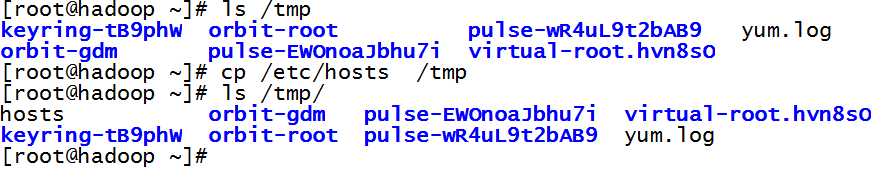 [root@hadoop ~]# ls /tmp
keyring-tB9phW  orbit-root          pulse-wR4uL9t2bAB9   yum.log
orbit-gdm       pulse-EWOnoaJbhu7i  virtual-root.hvn8sO
[root@hadoop ~]# cp /etc/hosts  /tmp
[root@hadoop ~]# ls /tmp/
hosts           orbit-gdm   pulse-EWOnoaJbhu7i  virtual-root.hvn8sO
keyring-tB9phW  orbit-root  pulse-wR4uL9t2bAB9  yum.log
[root@hadoop ~]#